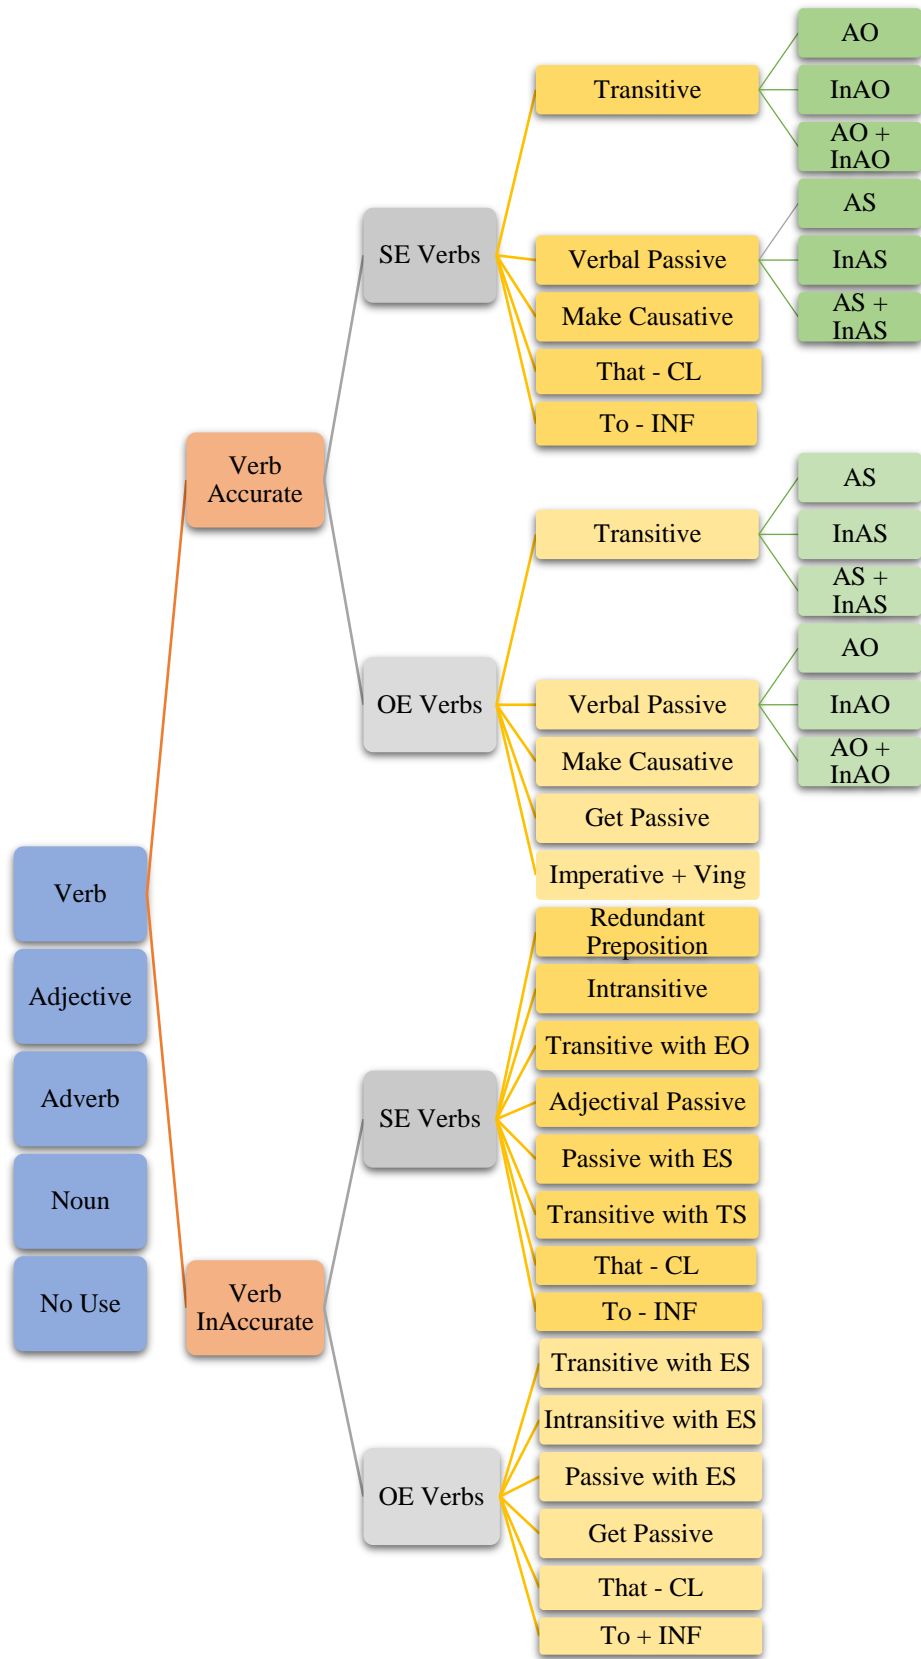 AO
Transitive
InAO
AO +
InAO
AS
SE Verbs
Verbal Passive
InAS
Make Causative
AS +
InAS
That - CL
To - INF
Verb
Accurate
AS
Transitive
InAS
AS +
InAS
AO
OE Verbs
Verbal Passive
InAO
Make Causative
AO +
InAO
Get Passive
Imperative + Ving
Verb
Redundant
Preposition
Adjective
Intransitive
Transitive with EO
Adverb
SE Verbs
Adjectival Passive
Passive with ES
Noun
Transitive with TS
That - CL
No Use
Verb
InAccurate
To - INF
Transitive with ES
Intransitive with ES
Passive with ES
OE Verbs
Get Passive
That - CL
To + INF